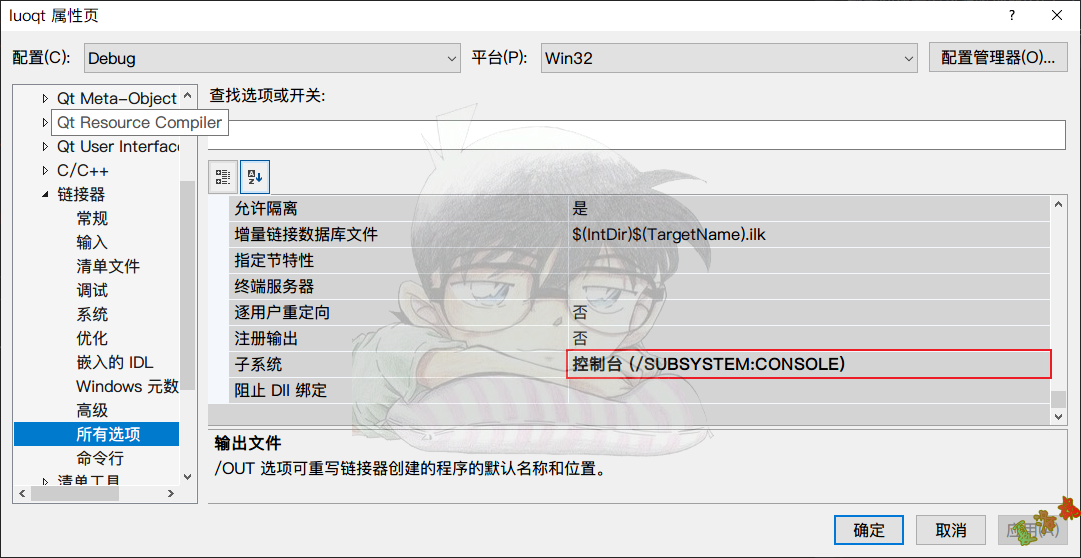 luoqt 属性页
?
配置(C):
Debug
平台(P):
Win32
配置管理器(O)...
Qt Meta-Object
Qt Resource Compiler
Qt User Interfac
C/C++
链接器
常规
输入
清单文件
调试
系统
优化
嵌入的 IDL
Windows 元数
高级
所有选项
命令行
清单工具
查找选项或开关:
允许隔离 是
增量链接数据库文件 $(IntDir)$(TargetName).ilk
指定节特性
终端服务器
逐用户重定向 否
注册输出 否
子系统 控制台 (/SUBSYSTEM:CONSOLE)
阻止 Dll 绑定
输出文件
/OUT 选项可重写链接器创建的程序的默认名称和位置。
确定
取消